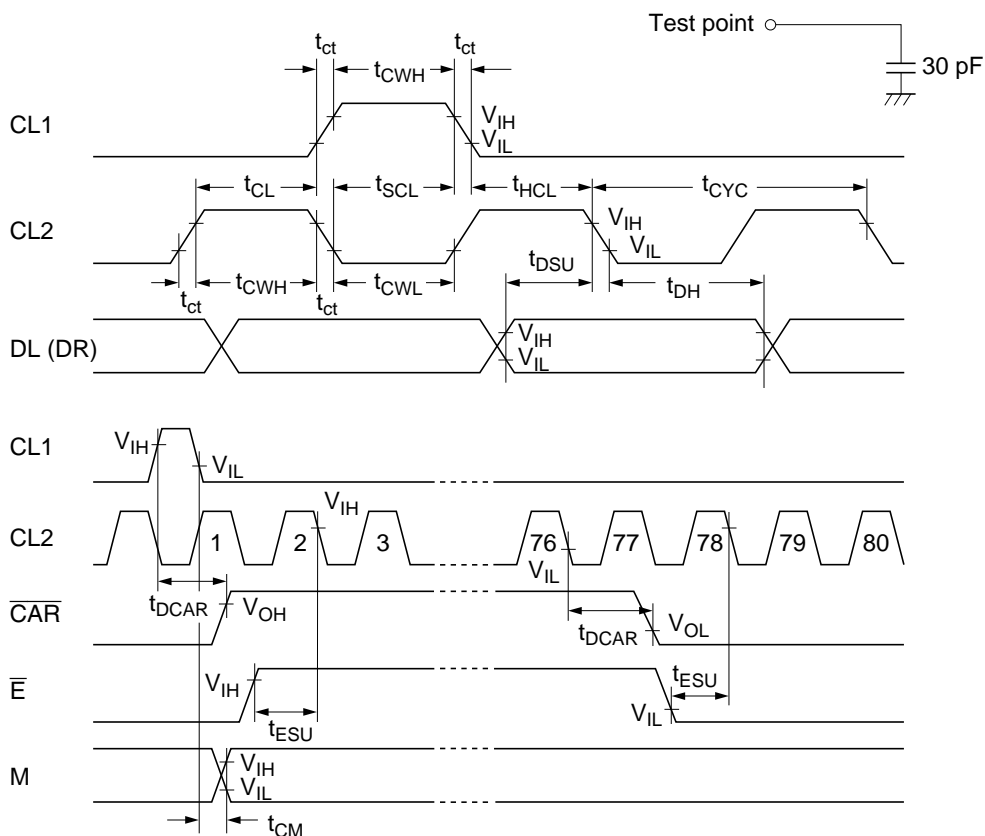 Test point
30 pF
tct tCWH tct
CL1
VIH
VIL
tCL tSCL tHCL tCYC
CL2
VIH
VIL
tDSU
tct tCWH tct tCWL tDH
DL (DR)
VIH
VIL
CL1
VIH
VIL
CL2
VIH
1 2 3 76 77 78 79 80
VIL
CAR
tDCAR VOH tDCAR VOL
E
VIH tESU VIL tESU
M
VIH
VIL
tCM